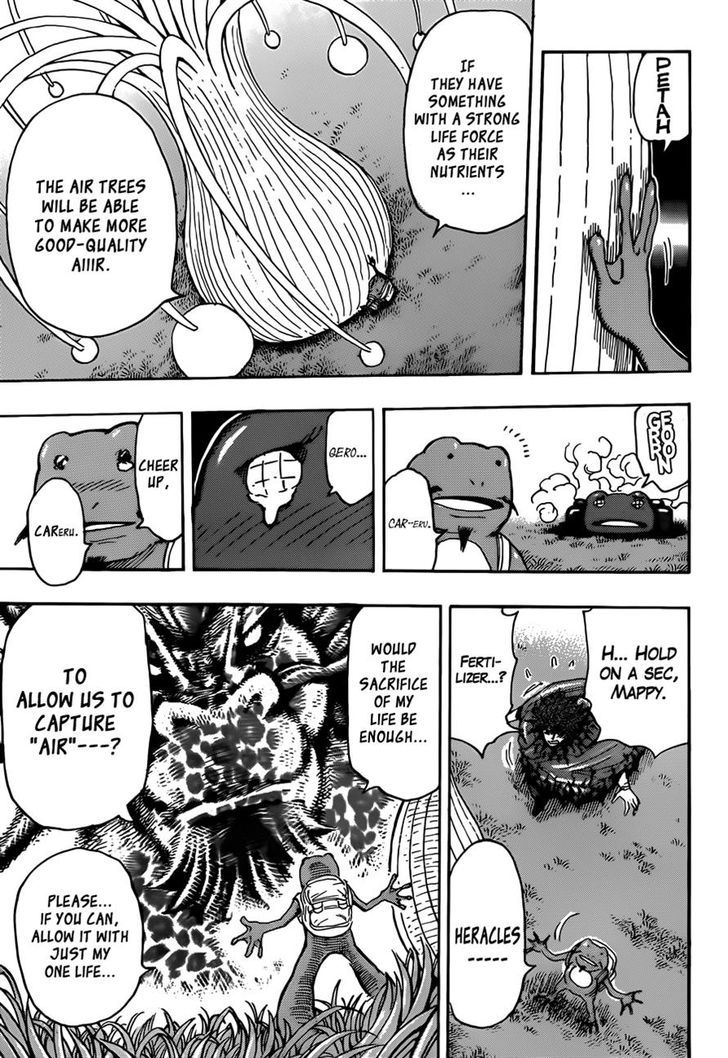 PETAH
IF
THEY HAVE
SOMETHING
WITH A STRONG
LIFE FORCE
AS THEIR
NUTRIENTS
...
THE AIR TREES
WILL BE ABLE
TO MAKE MORE
GOOD-QUALITY
AIIIR.
GEOON
GERRN
CAR--ERU.
GERO...
CHEER
UP,
CARERU.
H... HOLD
ON A SEC,
MAPPY.
FERTI-
LIZER...?
HERACLES
-----
WOULD
THE
SACRIFICE
OF
MY LIFE BE
ENOUGH...
TO
ALLOW US TO
CAPTURE
"AIR"---?
PLEASE...
IF YOU CAN,
ALLOW IT WITH
JUST MY
ONE LIFE...